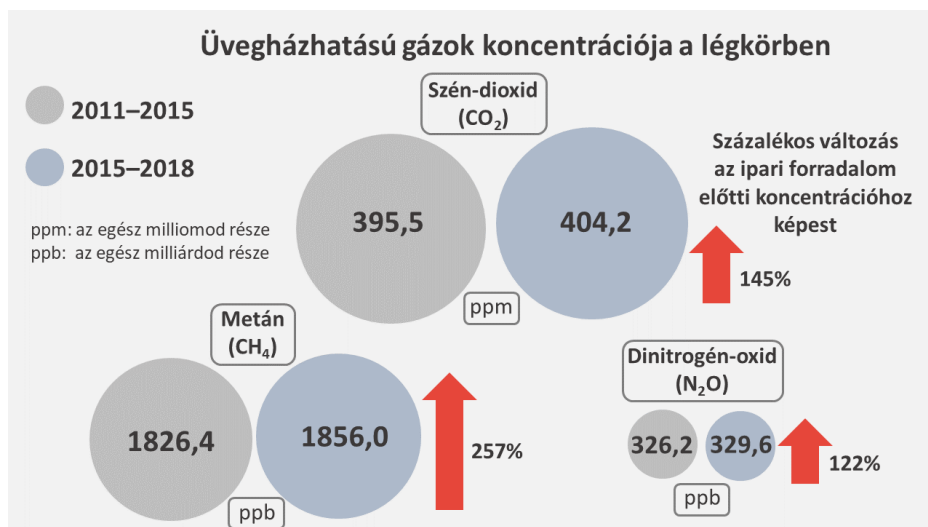 Üvegházhatású gázok koncentrációja a légkörben
2011–2015
2015–2018
ppm: az egész milliomod része
ppb: az egész milliárdod része
Szén-dioxid
(CO₂)
395,5
404,2
ppm
Százalékos változás
az ipari forradalom
előtti koncentrációhoz
képest
145%
Metán
(CH₄)
1826,4
1856,0
ppb
257%
Dinitrogén-oxid
(N₂O)
326,2
329,6
ppb
122%